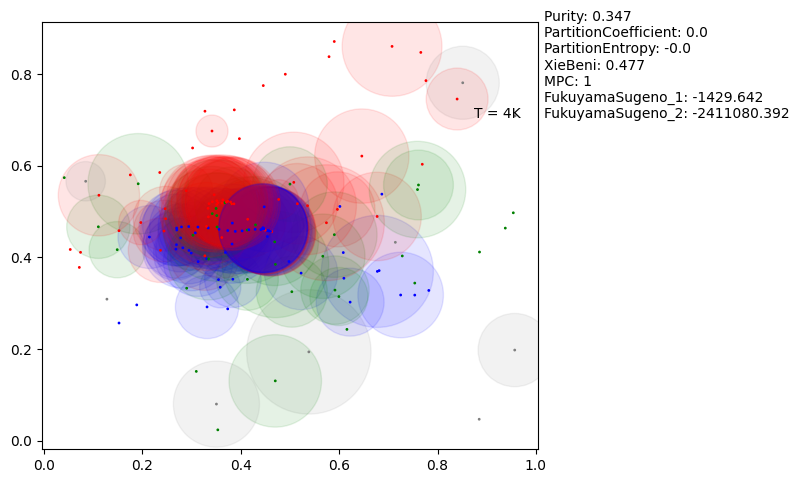 Purity: 0.347
PartitionCoefficient: 0.0
PartitionEntropy: -0.0
XieBeni: 0.477
MPC: 1
FukuyamaSugeno_1: -1429.642
FukuyamaSugeno_2: -2411080.392
T = 4K
0.8
0.6
0.4
0.2
0.0
0.0 0.2 0.4 0.6 0.8 1.0